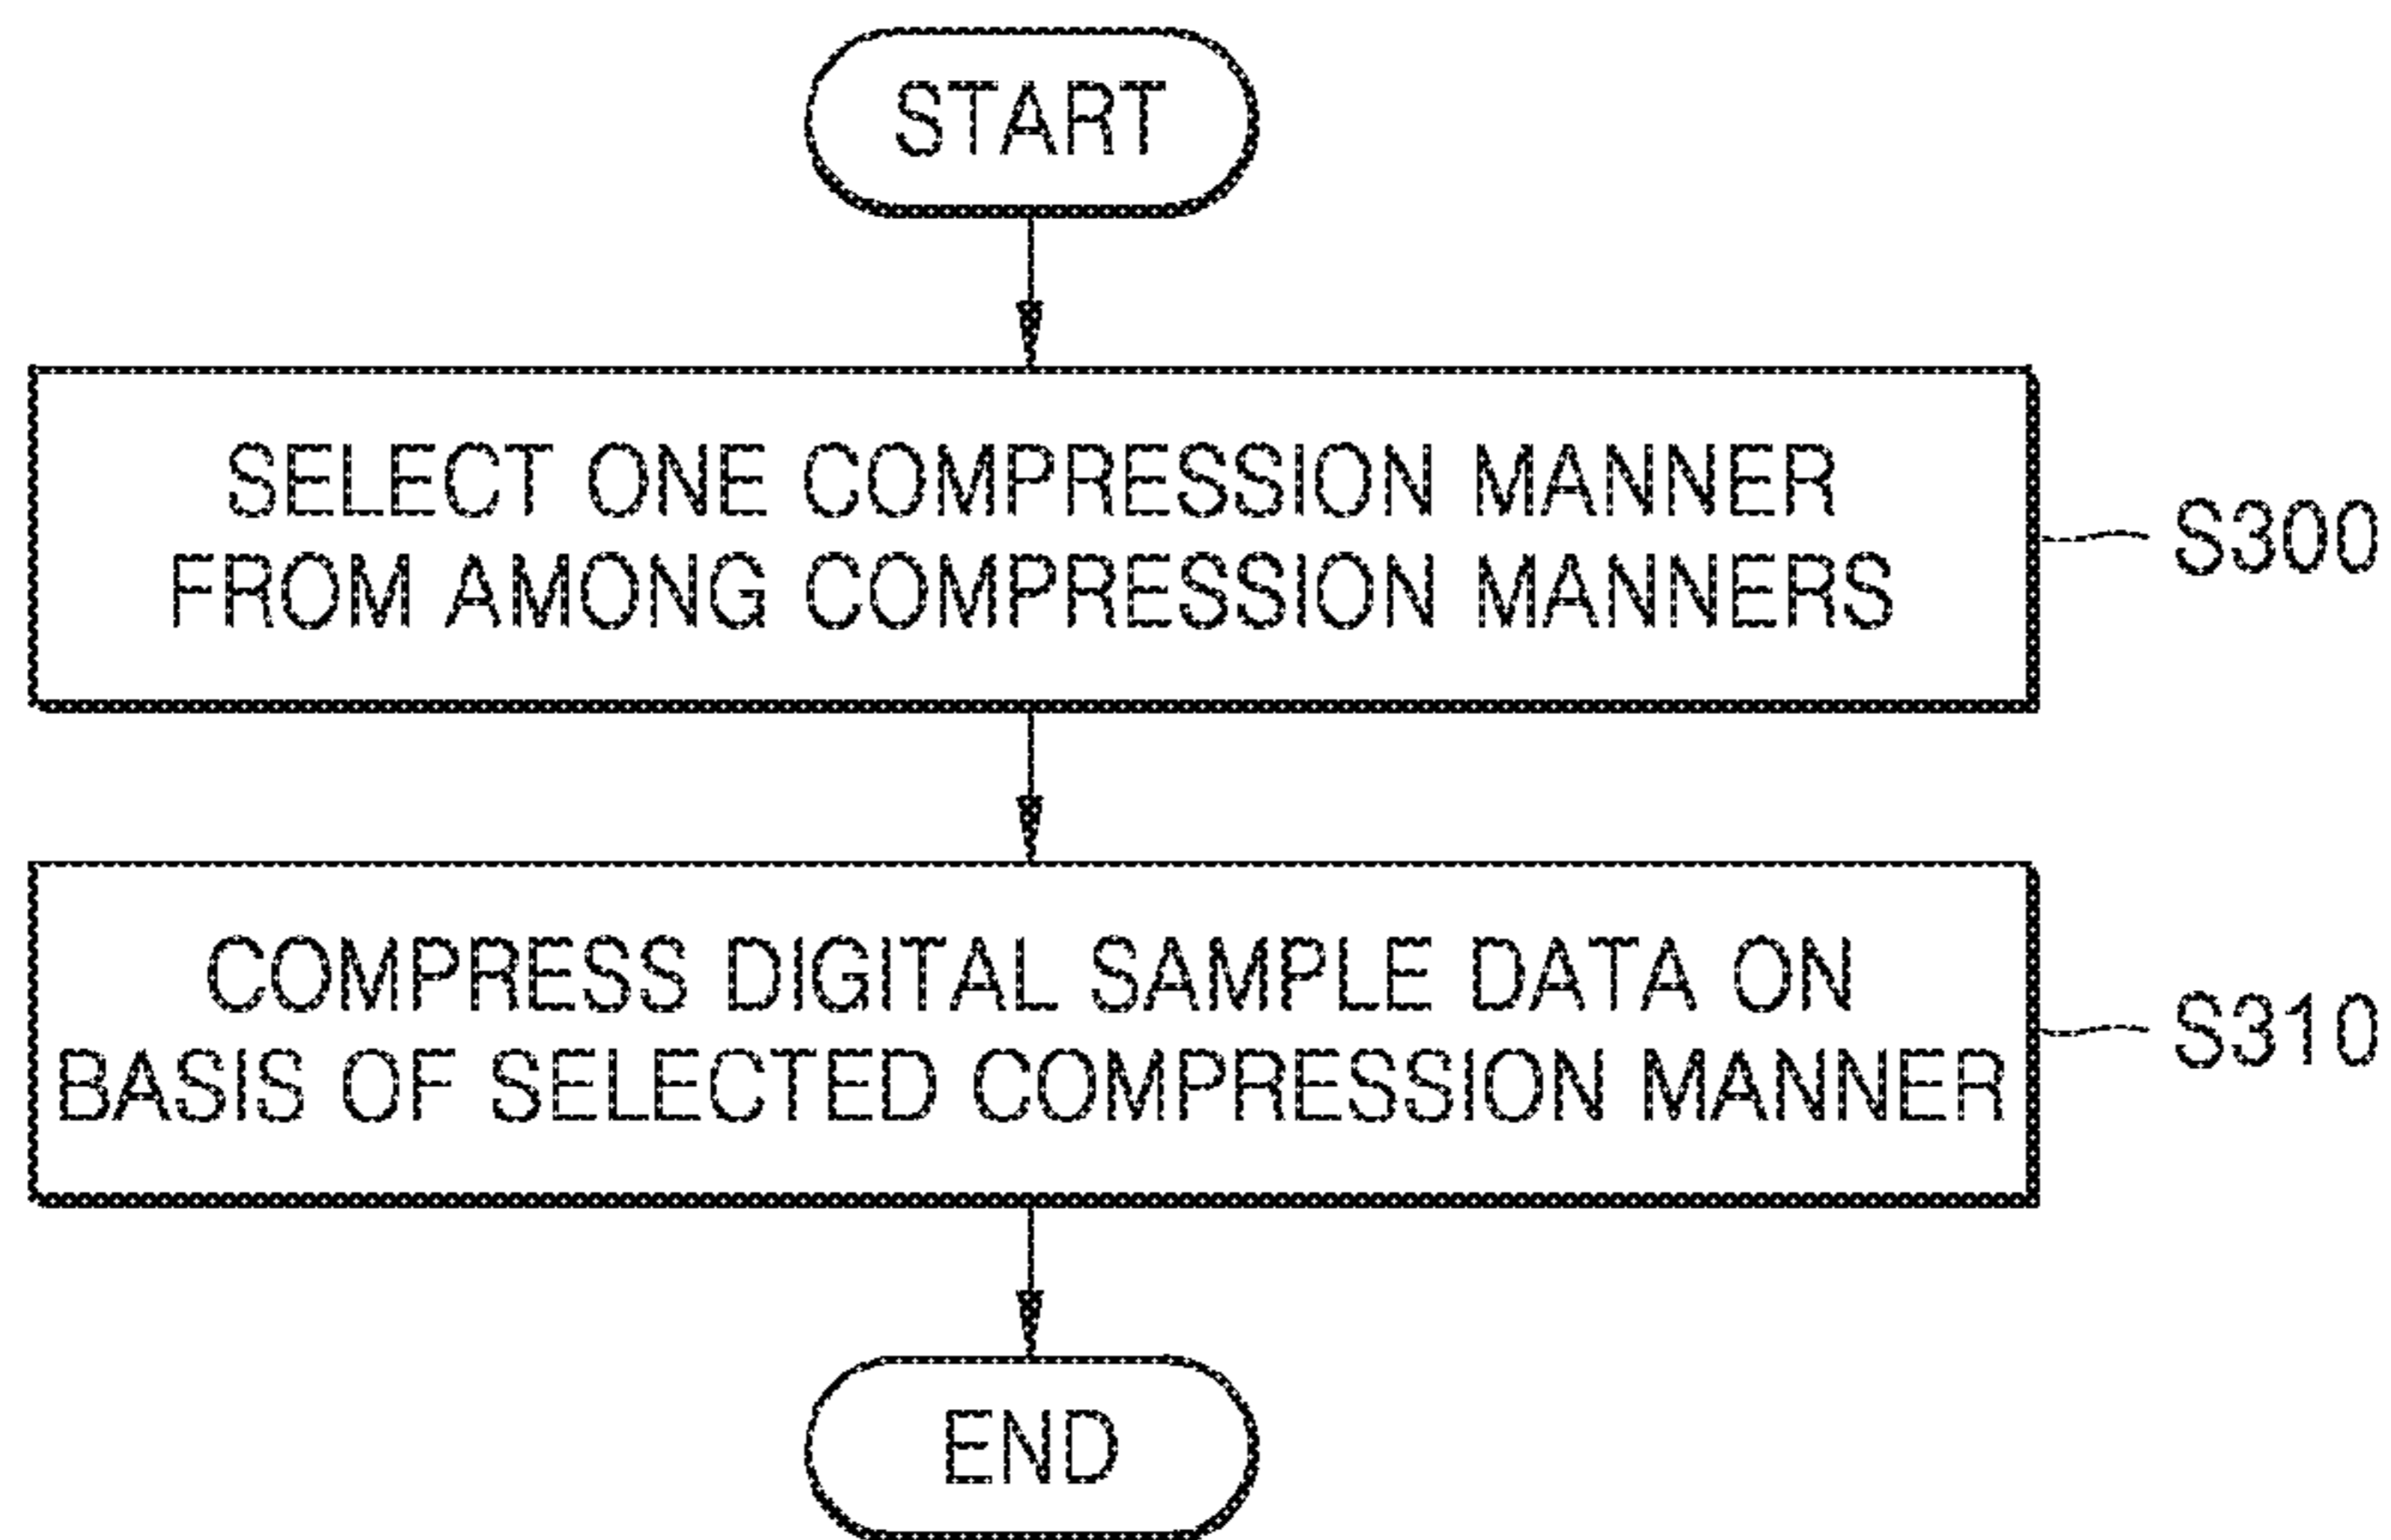 START
SELECT ONE COMPRESSION MANNER
FROM AMONG COMPRESSION MANNERS
S300
COMPRESS DIGITAL SAMPLE DATA ON
BASIS OF SELECTED COMPRESSION MANNER
S310
END